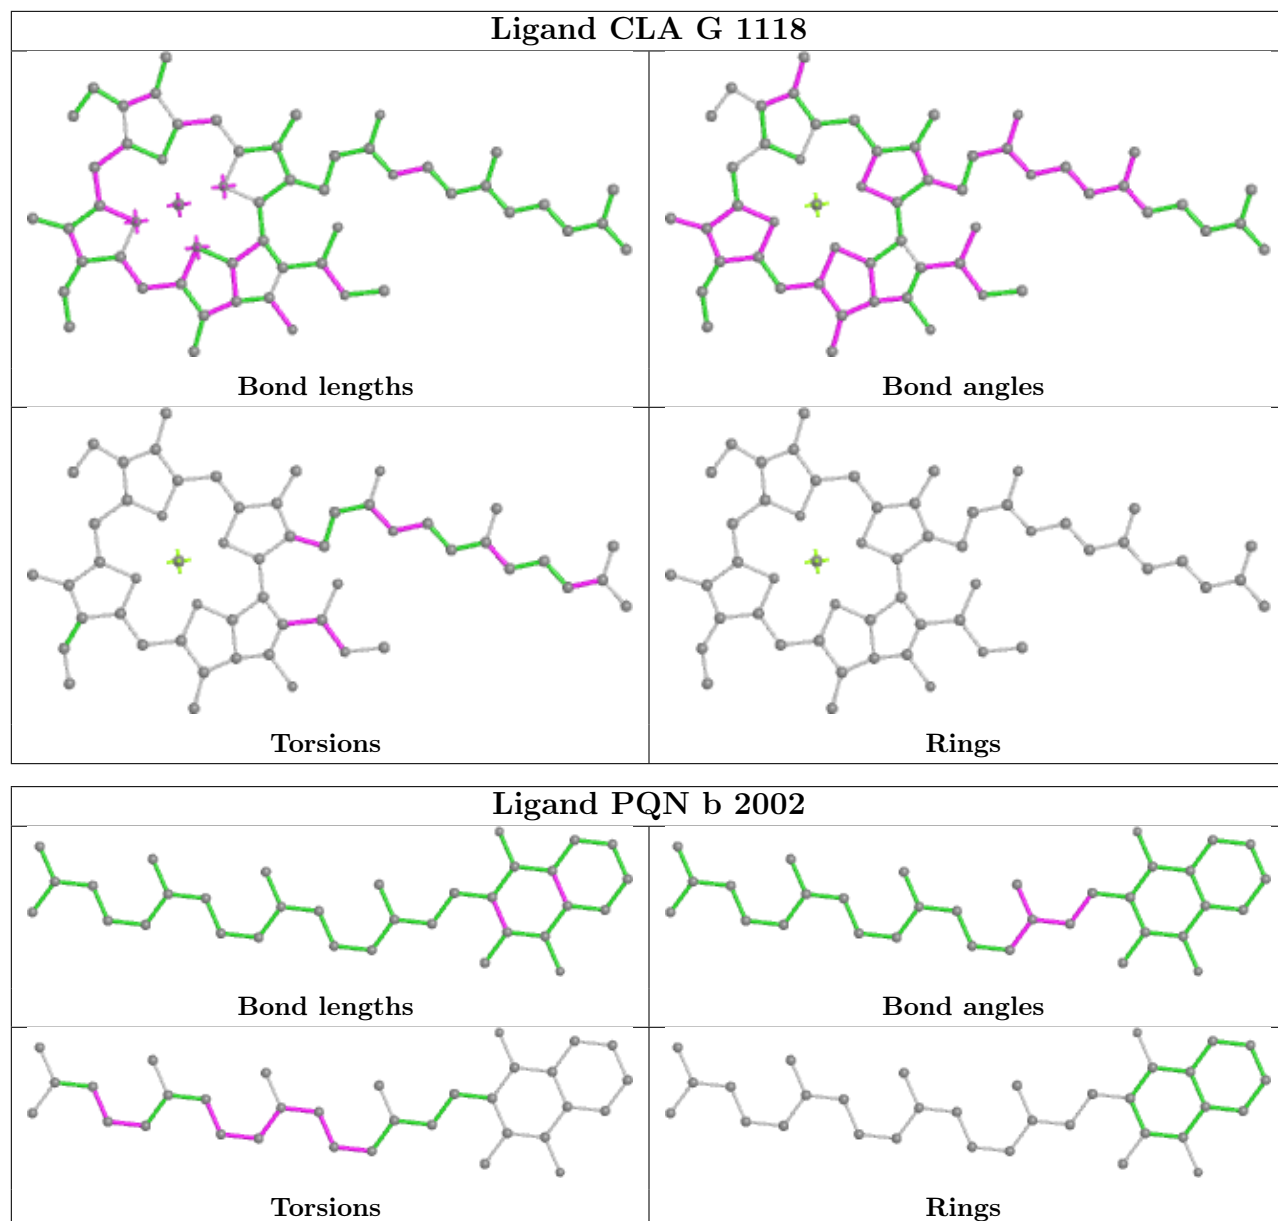 Ligand CLA G 1118
Bond lengths
Bond angles
Torsions
Rings
Ligand PQN b 2002
Bond lengths
Bond angles
Torsions
Rings